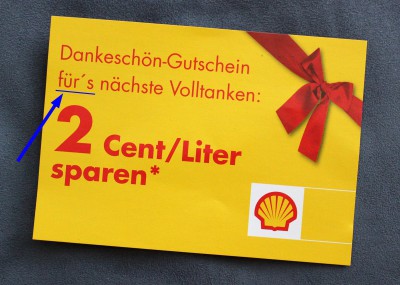 Dankeschön-Gutschein
für´s nächste Volltanken:
2 Cent/Liter
sparen*